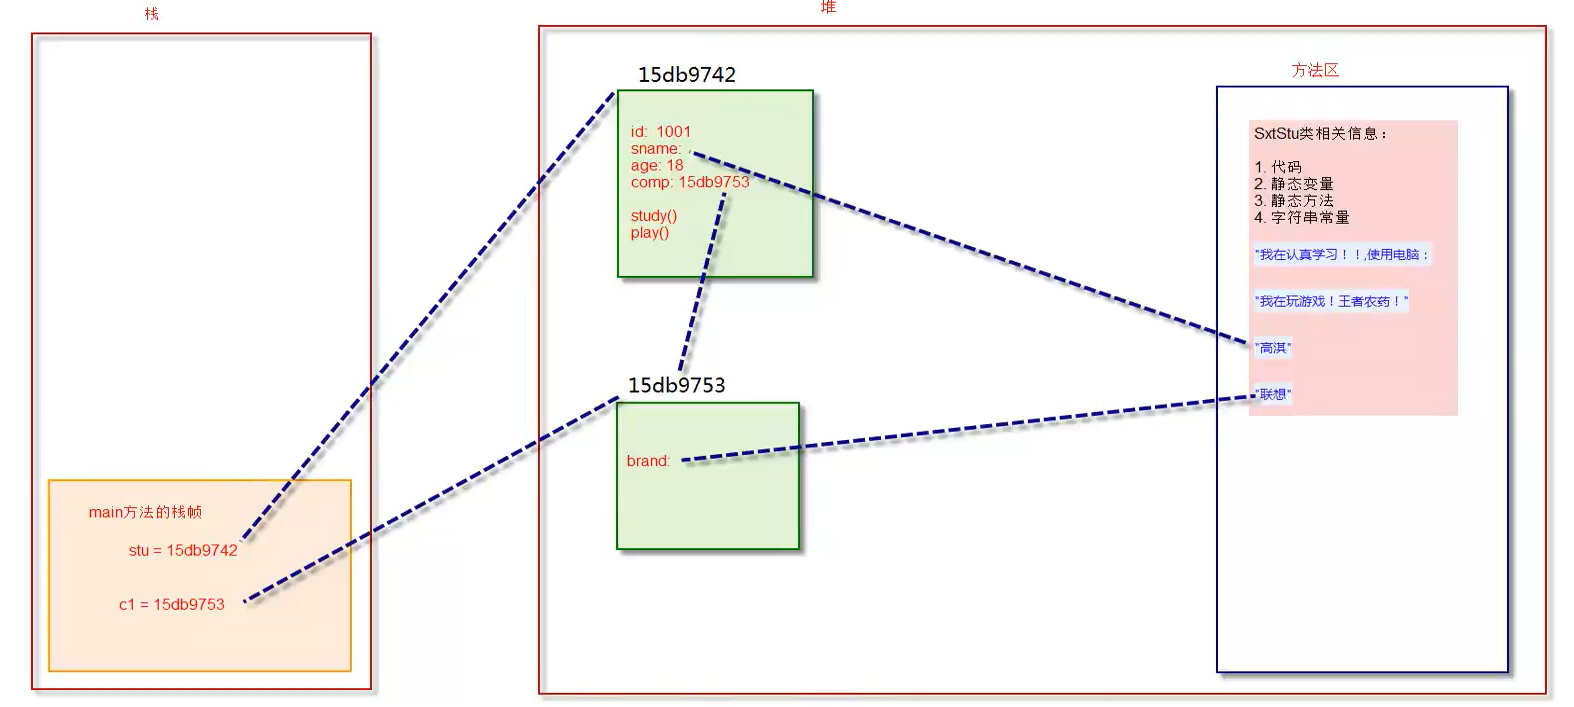 栈
main方法的栈帧
stu = 15db9742
c1 = 15db9753
堆
15db9742
id: 1001
sname:
age: 18
comp: 15db9753
study()
play()
15db9753
brand:
方法区
SxtStu类相关信息：
1. 代码
2. 静态变量
3. 静态方法
4. 字符串常量
"我在认真学习！！,使用电脑：
"我在玩游戏！王者农药！"
"高淇"
"联想"